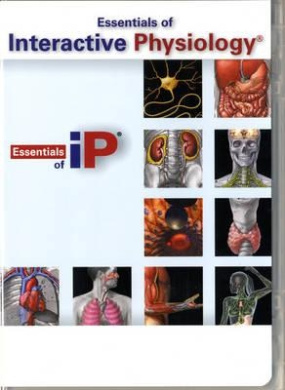 Essentials of
Interactive Physiology®
Essentials
of
iP®